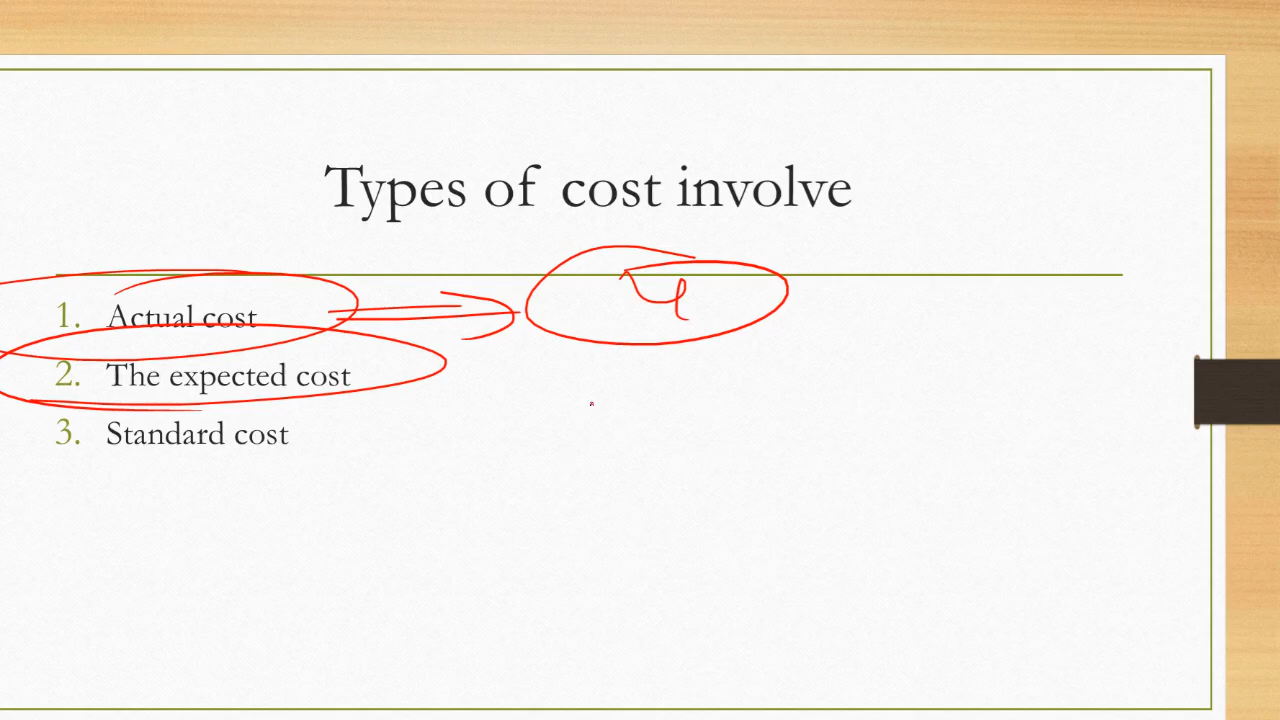 Types of cost involve
1. Actual cost
4
2. The expected cost
3. Standard cost